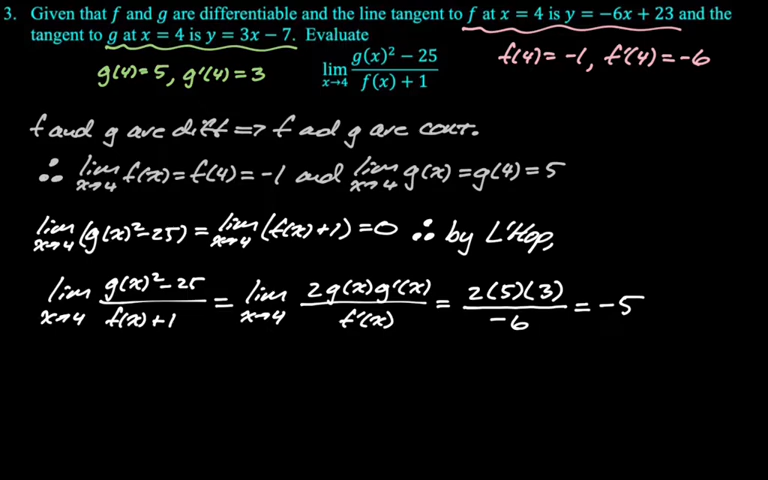 3. Given that f and g are differentiable and the line tangent to f at x = 4 is y = −6x + 23 and the
tangent to g at x = 4 is y = 3x − 7. Evaluate
g(4)=5, g'(4)=3
lim x→4 (g(x)² − 25)/(f(x) + 1)
f(4)=-1, f'(4)=-6
f and g are diff => f ad g are cont.
∴ lim x→4 f(x)=f(4)=-1 and lim x→4 g(x)=g(4)=5
lim x→4 (g(x)²-25)=lim x→4 (f(x)+1)=0 ∴ by L'Hop,
lim x→4 (g(x)²-25)/(f(x)+1) = lim x→4 (2g(x)g'(x))/(f'(x)) = (2(5)(3))/(-6) = -5